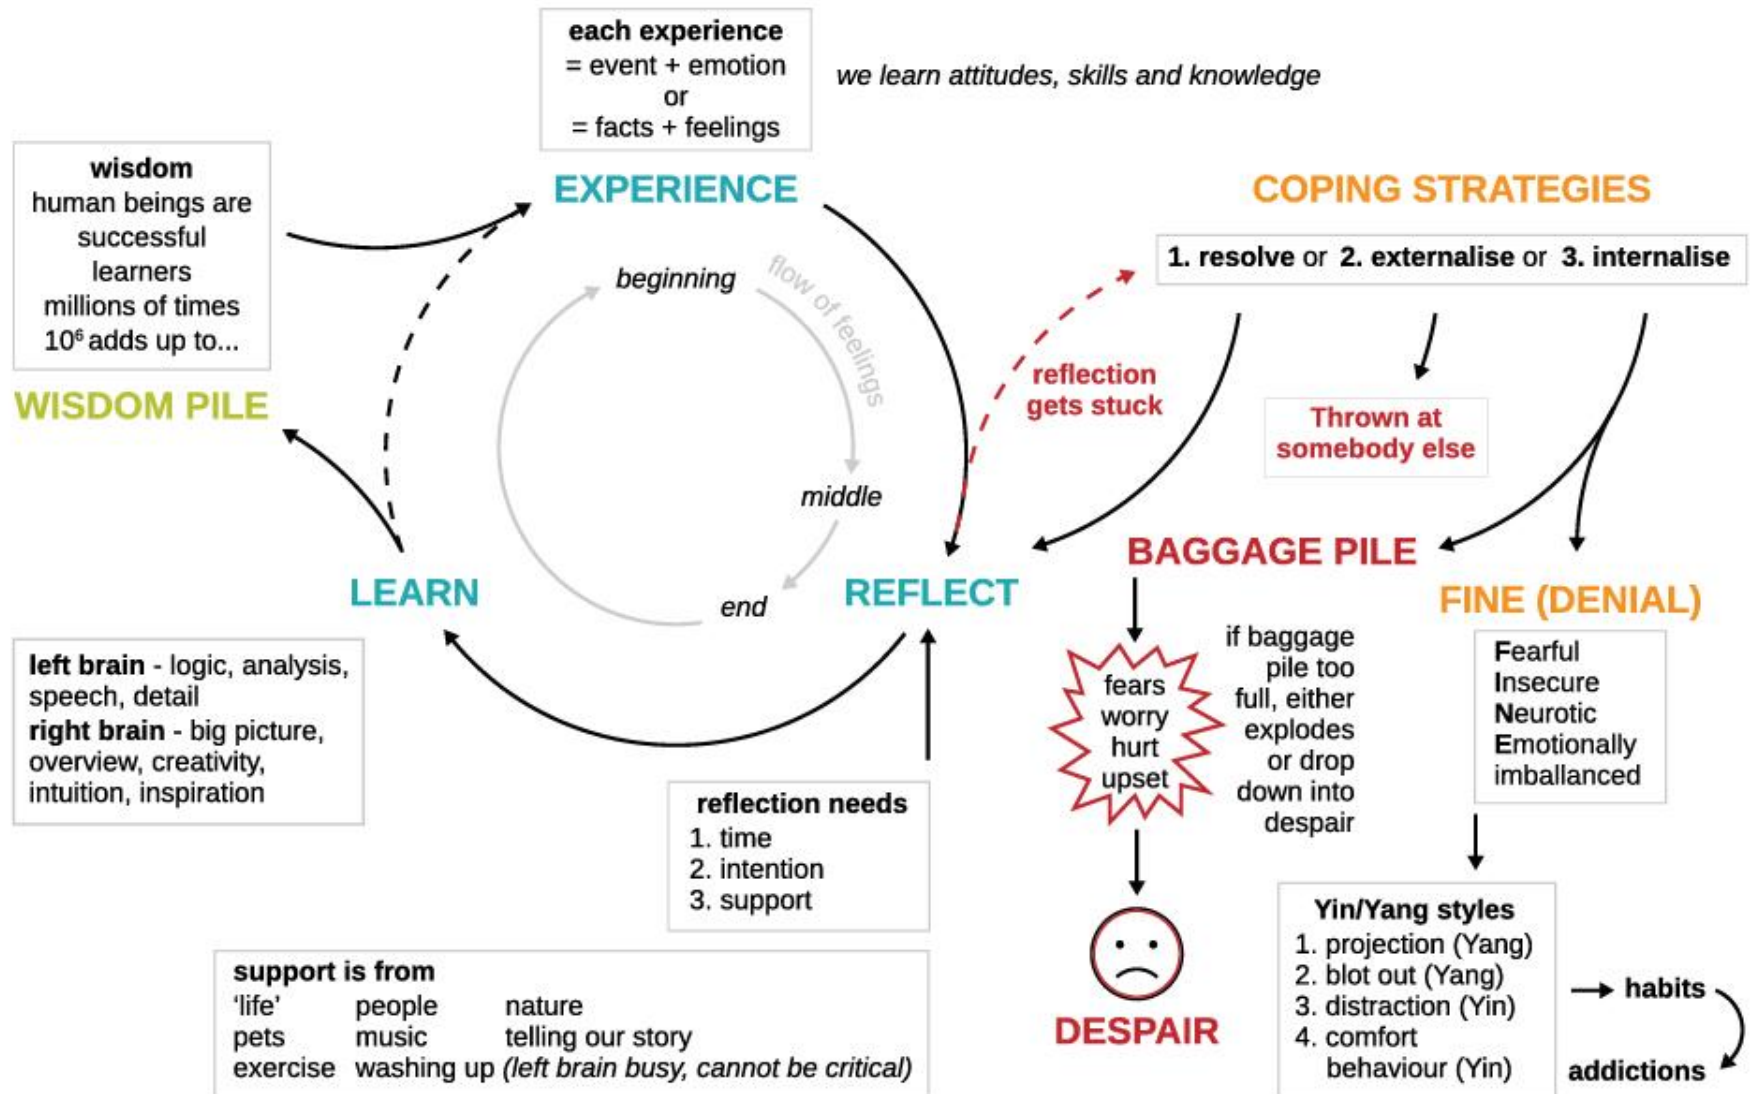 each experience
= event + emotion
or
= facts + feelings
we learn attitudes, skills and knowledge
wisdom
human beings are
successful
learners
millions of times
10⁶ adds up to...
WISDOM PILE
EXPERIENCE
beginning
flow of feelings
middle
end
LEARN
REFLECT
left brain - logic, analysis,
speech, detail
right brain - big picture,
overview, creativity,
intuition, inspiration
reflection needs
1. time
2. intention
3. support
support is from
‘life’ people nature
pets music telling our story
exercise washing up (left brain busy, cannot be critical)
COPING STRATEGIES
1. resolve or 2. externalise or 3. internalise
reflection
gets stuck
Thrown at
somebody else
BAGGAGE PILE
fears
worry
hurt
upset
if baggage
pile too
full, either
explodes
or drop
down into
despair
DESPAIR
FINE (DENIAL)
Fearful
Insecure
Neurotic
Emotionally
imballanced
Yin/Yang styles
1. projection (Yang)
2. blot out (Yang)
3. distraction (Yin)
4. comfort
behaviour (Yin)
habits
addictions